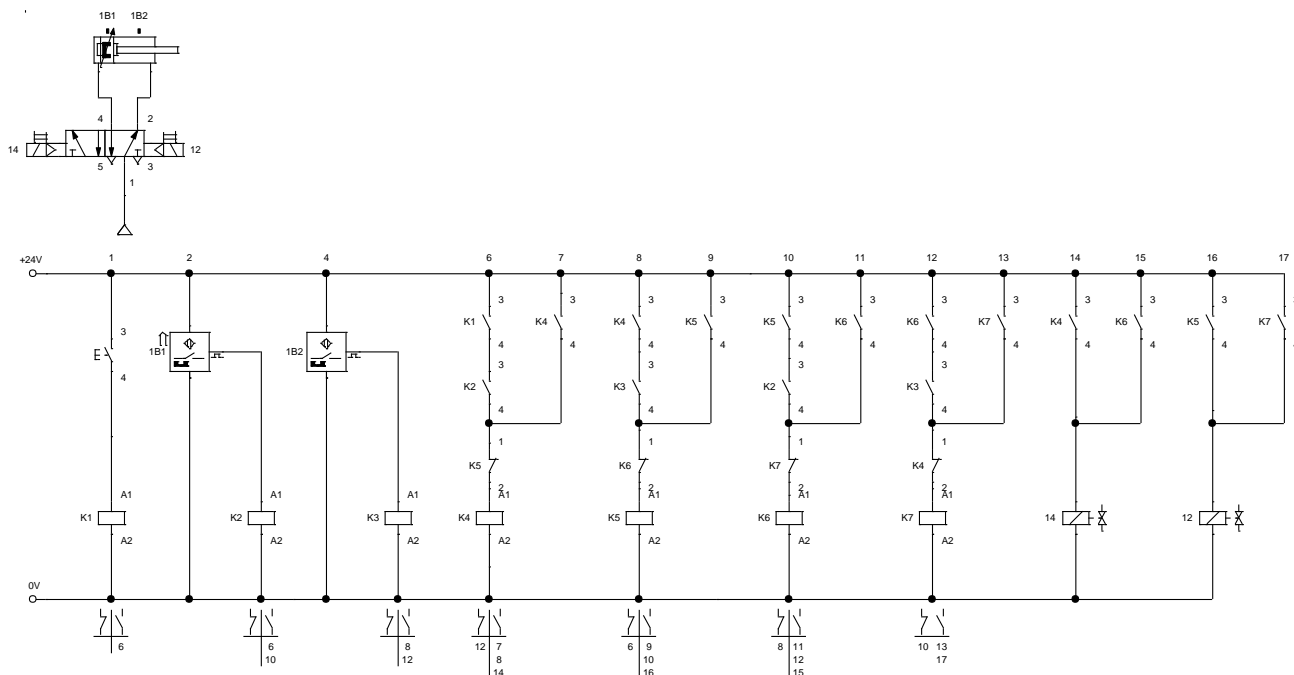 1B1 1B2
4 2
14 12
5 3
1
+24V 1 2 4 6 7 8 9 10 11 12 13 14 15 16 17
3 3 3 3 3 3 3 3 3 3 3 3
3 K1 K4 K4 K5 K5 K6 K6 K7 K4 K6 K5 K7
E 4 4 4 4 4 4 4 4 4 4 4
1B1 1B2
4 3 3 3 3
K2 K3 K2 K3
4 4 4 4
1 1 1 1
K5 K6 K7 K4
2 2 2 2
A1 A1 A1 A1 A1 A1 A1
K1 K2 K3 K4 K5 K6 K7 14 12
A2 A2 A2 A2 A2 A2 A2
0V
6 6 8 12 7 6 9 8 11 10 13
10 12 8 10 12 17
14 16 15